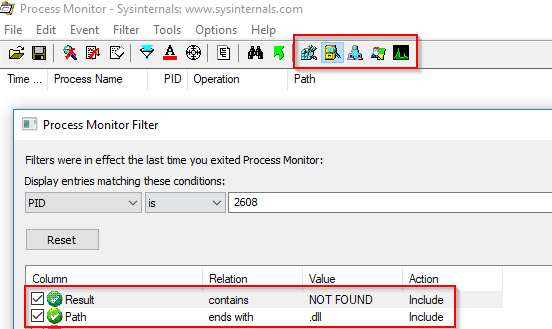 Process Monitor - Sysinternals: www.sysinternals.com
File Edit Event Filter Tools Options Help
Time ... Process Name PID Operation Path
Process Monitor Filter
Filters were in effect the last time you exited Process Monitor:
Display entries matching these conditions:
PID is 2608
Reset
Column Relation Value Action
Result contains NOT FOUND Include
Path ends with .dll Include